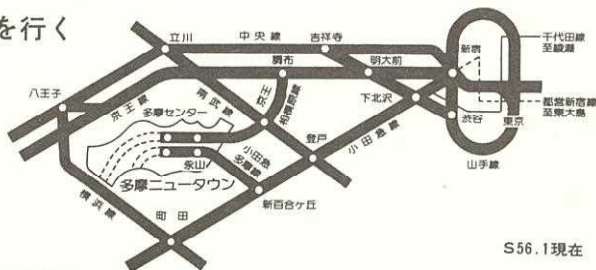 を行く
立川
中央線
吉祥寺
新宿
千代田線
至綾瀬
八王子
京王線
南武線
調布
京王
相模原線
明大前
下北沢
都営新宿線
至東大島
多摩センター
永山
多摩ニュータウン
小田急
多摩線
登戸
小田急線
渋谷
東京
山手線
横浜線
町田
新百合ヶ丘
S56.1現在